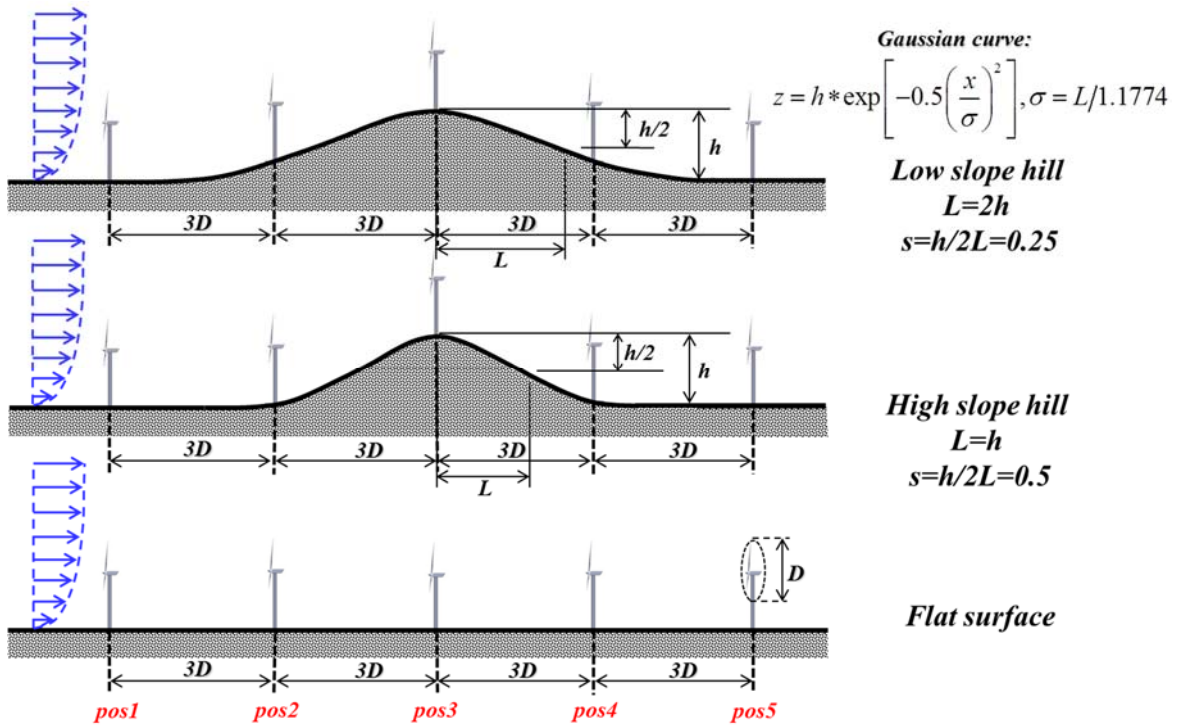 Gaussian curve:
z = h * exp[ -0.5 (x/σ)^2 ], σ = L/1.1774
h/2
h
Low slope hill
L=2h
s=h/2L=0.25
3D 3D 3D 3D
L
h/2
h
High slope hill
L=h
s=h/2L=0.5
3D 3D 3D 3D
L
D
Flat surface
3D 3D 3D 3D
pos1 pos2 pos3 pos4 pos5